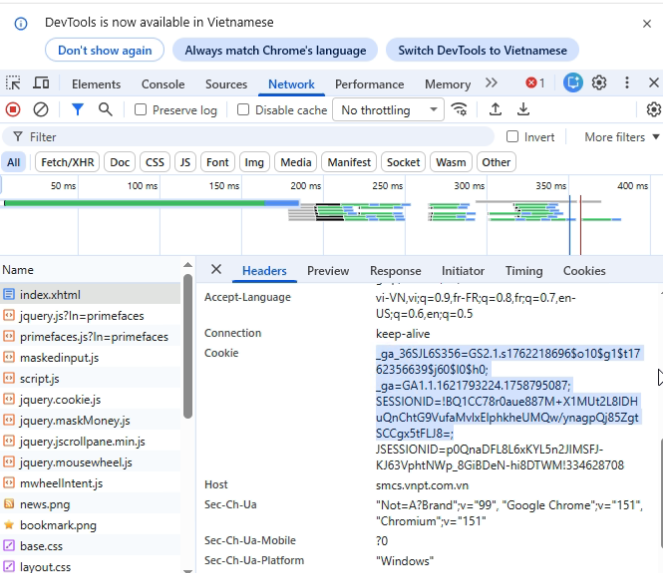 DevTools is now available in Vietnamese
Don't show again
Always match Chrome's language
Switch DevTools to Vietnamese
Elements Console Sources Network Performance Memory 1
Preserve log Disable cache No throttling
Filter Invert More filters
All Fetch/XHR Doc CSS JS Font Img Media Manifest Socket Wasm Other
50 ms 100 ms 150 ms 200 ms 250 ms 300 ms 350 ms 400 ms
Name
index.xhtml
jquery.js?ln=primefaces
primefaces.js?ln=primefaces
maskedinput.js
script.js
jquery.cookie.js
jquery.maskMoney.js
jquery.jscrollpane.min.js
jquery.mousewheel.js
mwheelIntent.js
news.png
bookmark.png
base.css
layout.css
Headers Preview Response Initiator Timing Cookies
Accept-Language
vi-VN,vi;q=0.9,fr-FR;q=0.8,fr;q=0.7,en-
US;q=0.6,en;q=0.5
Connection
keep-alive
Cookie
_ga_36SJL6S356=GS2.1.s1762218696$o10$g1$t17
62356639$j60$l0$h0;
_ga=GA1.1.1621793224.1758795087;
SESSIONID=!BQ1CC78r0aue887M+X1MUt2L8IDH
uQnChtG9VufaMvlxElphkheUMQw/ynagpQj85Zgt
SCCgx5tFLJ8=;
JSESSIONID=p0QnaDFL8L6xKYL5n2JIMSFJ-
KJ63VphtNWp_8GiBDeN-hi8DTWM!334628708
Host
smcs.vnpt.com.vn
Sec-Ch-Ua
"Not=A?Brand";v="99", "Google Chrome";v="151",
"Chromium";v="151"
Sec-Ch-Ua-Mobile
?0
Sec-Ch-Ua-Platform
"Windows"